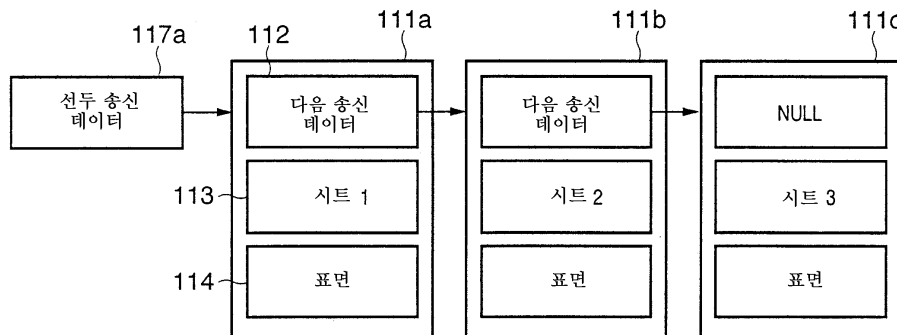 117a
112
111a
111b
111c
선두 송신
데이터
다음 송신
데이터
다음 송신
데이터
NULL
113
시트 1
시트 2
시트 3
114
표면
표면
표면